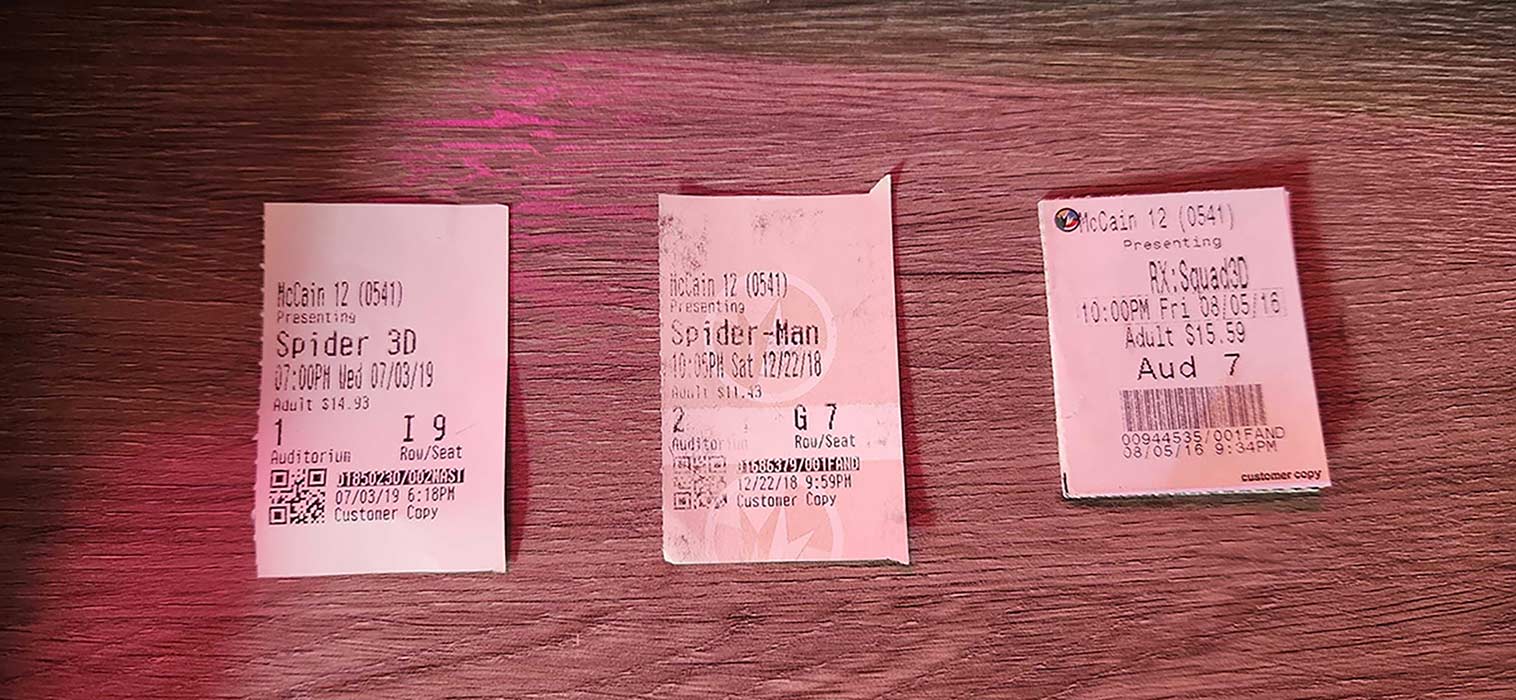 McCain 12 (0541)
Presenting
Spider 3D
07:00PM Wed 07/03/19
Adult $14.93
1 I 9
Auditorium Row/Seat
01850230/002MAST
07/03/19 6:18PM
Customer Copy
McCain 12 (0541)
Presenting
Spider-Man
10:05PM Sat 12/22/18
Adult $11.43
2 G 7
Auditorium Row/Seat
01686379/001FAND
12/22/18 9:59PM
Customer Copy
McCain 12 (0541)
Presenting
RX:Squad3D
10:00PM Fri 08/05/16
Adult $15.59
Aud 7
00944535/001FAND
08/05/16 9:34PM
customer copy